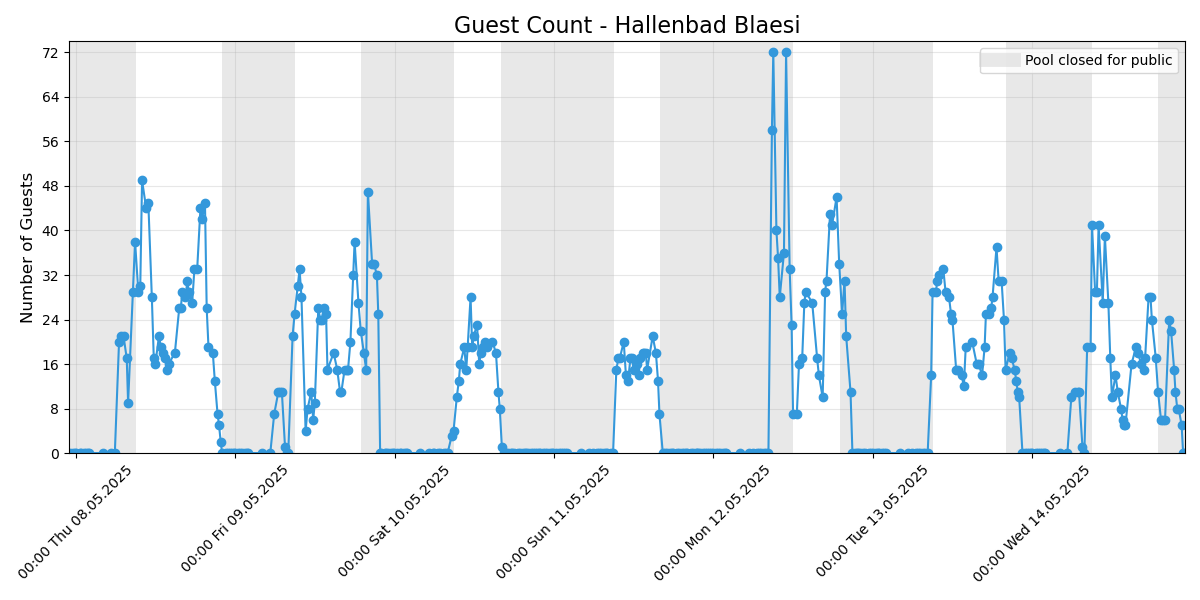 Guest Count - Hallenbad Blaesi
Pool closed for public
Number of Guests
72
64
56
48
40
32
24
16
8
0
00:00 Thu 08.05.2025
00:00 Fri 09.05.2025
00:00 Sat 10.05.2025
00:00 Sun 11.05.2025
00:00 Mon 12.05.2025
00:00 Tue 13.05.2025
00:00 Wed 14.05.2025